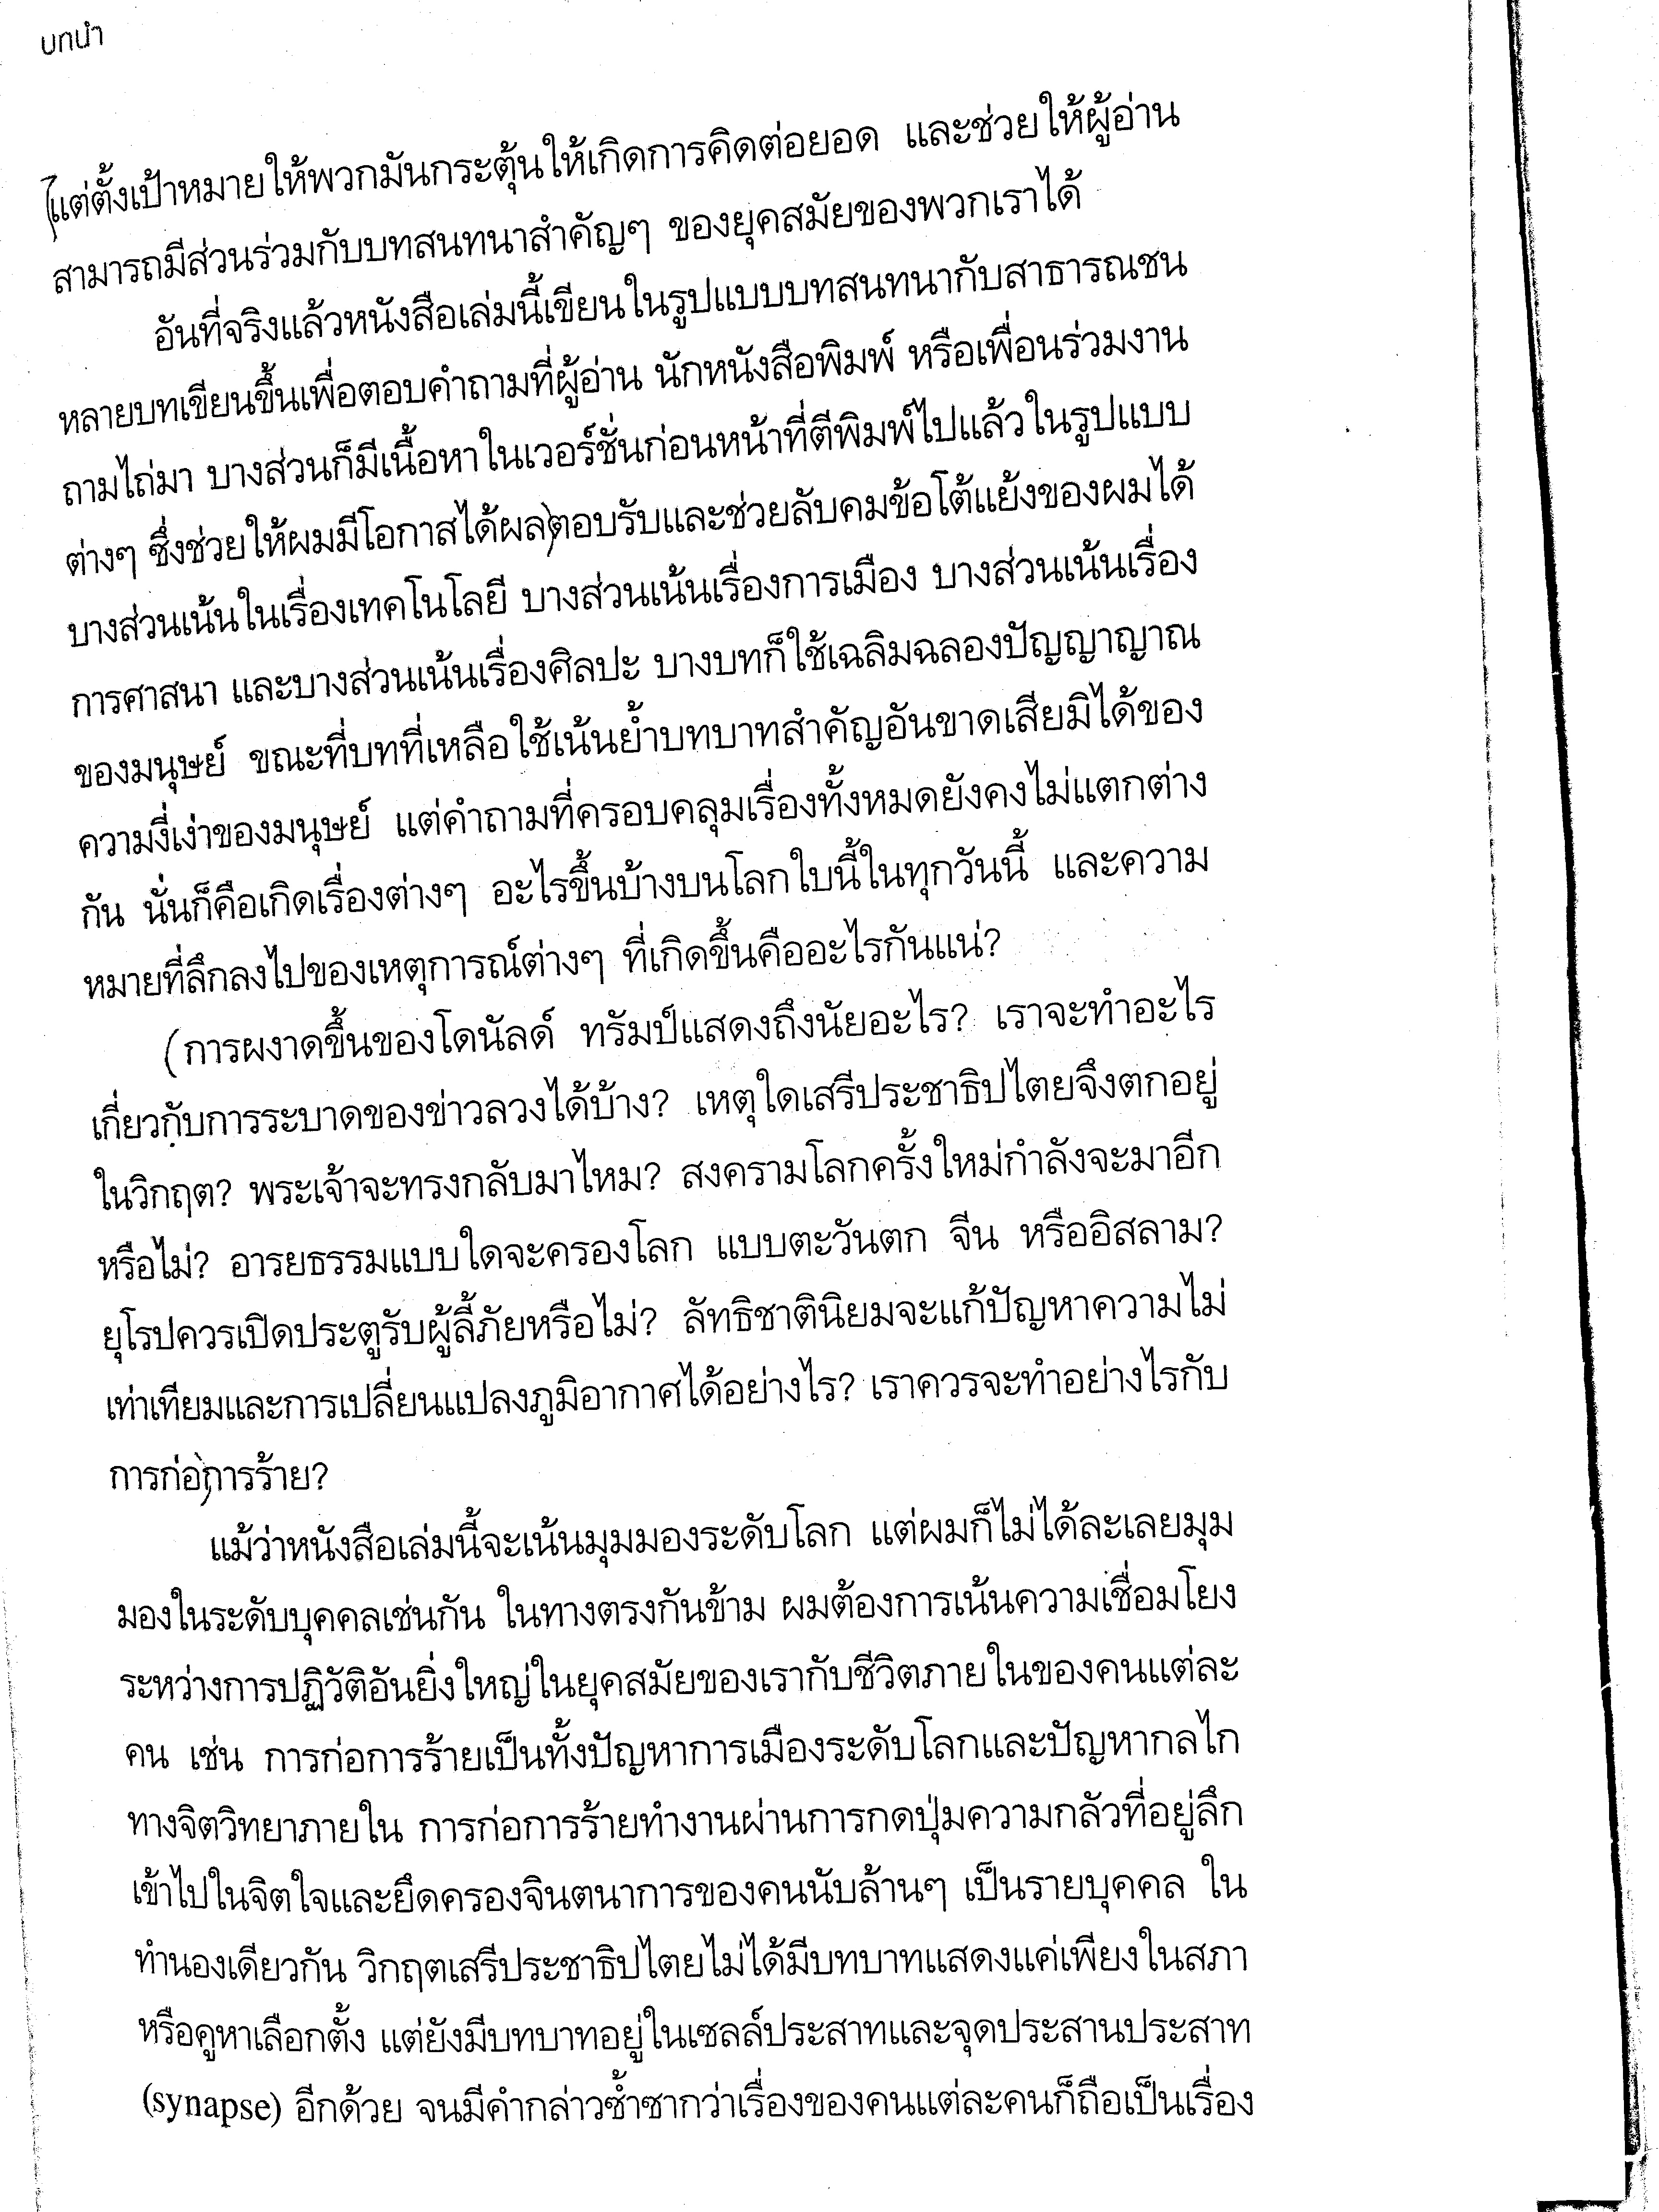 บทนำ
แต่ตั้งเป้าหมายให้พวกมันกระตุ้นให้เกิดการคิดต่อยอด และช่วยให้ผู้อ่าน
สามารถมีส่วนร่วมกับบทสนทนาสำคัญๆ ของยุคสมัยของพวกเราได้
อันที่จริงแล้วหนังสือเล่มนี้เขียนในรูปแบบบทสนทนากับสาธารณชน
หลายบทเขียนขึ้นเพื่อตอบคำถามที่ผู้อ่าน นักหนังสือพิมพ์ หรือเพื่อนร่วมงาน
ถามไถ่มา บางส่วนก็มีเนื้อหาในเวอร์ชั่นก่อนหน้าที่ตีพิมพ์ไปแล้วในรูปแบบ
ต่างๆ ซึ่งช่วยให้ผมมีโอกาสได้ผลตอบรับและช่วยลับคมข้อโต้แย้งของผมได้
บางส่วนเน้นในเรื่องเทคโนโลยี บางส่วนเน้นเรื่องการเมือง บางส่วนเน้นเรื่อง
การศาสนา และบางส่วนเน้นเรื่องศิลปะ บางบทก็ใช้เฉลิมฉลองปัญญาญาณ
ของมนุษย์ ขณะที่บทที่เหลือใช้เน้นย้ำบทบาทสำคัญอันขาดเสียมิได้ของ
ความงี่เง่าของมนุษย์ แต่คำถามที่ครอบคลุมเรื่องทั้งหมดยังคงไม่แตกต่าง
กัน นั่นก็คือเกิดเรื่องต่างๆ อะไรขึ้นบ้างบนโลกใบนี้ในทุกวันนี้ และความ
หมายที่ลึกลงไปของเหตุการณ์ต่างๆ ที่เกิดขึ้นคืออะไรกันแน่?
(การผงาดขึ้นของโดนัลด์ ทรัมป์แสดงถึงนัยอะไร? เราจะทำอะไร
เกี่ยวกับการระบาดของข่าวลวงได้บ้าง? เหตุใดเสรีประชาธิปไตยจึงตกอยู่
ในวิกฤต? พระเจ้าจะทรงกลับมาไหม? สงครามโลกครั้งใหม่กำลังจะมาอีก
หรือไม่? อารยธรรมแบบใดจะครองโลก แบบตะวันตก จีน หรืออิสลาม?
ยุโรปควรเปิดประตูรับผู้ลี้ภัยหรือไม่? ลัทธิชาตินิยมจะแก้ปัญหาความไม่
เท่าเทียมและการเปลี่ยนแปลงภูมิอากาศได้อย่างไร? เราควรจะทำอย่างไรกับ
การก่อการร้าย?
แม้ว่าหนังสือเล่มนี้จะเน้นมุมมองระดับโลก แต่ผมก็ไม่ได้ละเลยมุม
มองในระดับบุคคลเช่นกัน ในทางตรงกันข้าม ผมต้องการเน้นความเชื่อมโยง
ระหว่างการปฏิวัติอันยิ่งใหญ่ในยุคสมัยของเรากับชีวิตภายในของคนแต่ละ
คน เช่น การก่อการร้ายเป็นทั้งปัญหาการเมืองระดับโลกและปัญหากลไก
ทางจิตวิทยาภายใน การก่อการร้ายทำงานผ่านการกดปุ่มความกลัวที่อยู่ลึก
เข้าไปในจิตใจและยึดครองจินตนาการของคนนับล้านๆ เป็นรายบุคคล ใน
ทำนองเดียวกัน วิกฤตเสรีประชาธิปไตยไม่ได้มีบทบาทแสดงแค่เพียงในสภา
หรือคูหาเลือกตั้ง แต่ยังมีบทบาทอยู่ในเซลล์ประสาทและจุดประสานประสาท
(synapse) อีกด้วย จนมีคำกล่าวซ้ำซากว่าเรื่องของคนแต่ละคนก็ถือเป็นเรื่อง